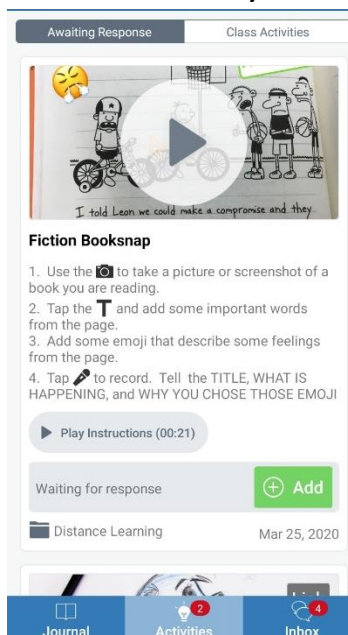 Awaiting Response
Class Activities
I told Leon we could make a compromise and they
Fiction Booksnap
1. Use the to take a picture or screenshot of a
book you are reading.
2. Tap the T and add some important words
from the page.
3. Add some emoji that describe some feelings
from the page.
4. Tap to record. Tell the TITLE, WHAT IS
HAPPENING, and WHY YOU CHOSE THOSE EMOJI
Play Instructions (00:21)
Waiting for response
Add
Distance Learning
Mar 25, 2020
2
4
Journal
Activities
Inbox